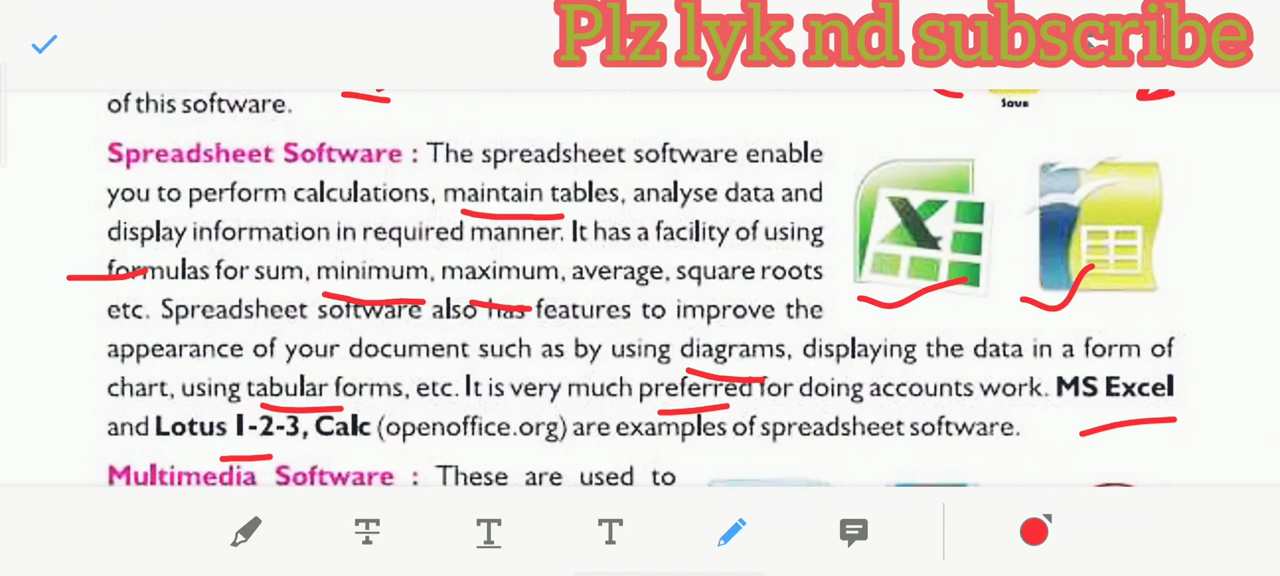 Plz lyk nd subscribe
of this software.
Save
Spreadsheet Software : The spreadsheet software enable
you to perform calculations, maintain tables, analyse data and
display information in required manner. It has a facility of using
formulas for sum, minimum, maximum, average, square roots
etc. Spreadsheet software also has features to improve the
appearance of your document such as by using diagrams, displaying the data in a form of
chart, using tabular forms, etc. It is very much preferred for doing accounts work. MS Excel
and Lotus 1-2-3, Calc (openoffice.org) are examples of spreadsheet software.
Multimedia Software : These are used to